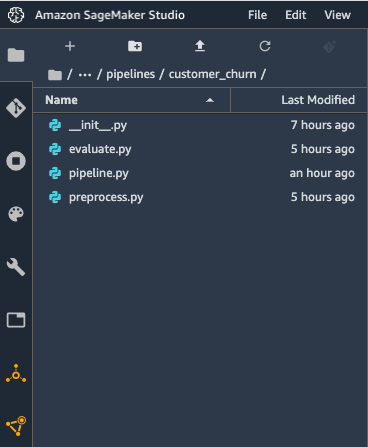 Amazon SageMaker Studio File Edit View
/ ··· / pipelines / customer_churn /
Name Last Modified
__init__.py 7 hours ago
evaluate.py 5 hours ago
pipeline.py an hour ago
preprocess.py 5 hours ago